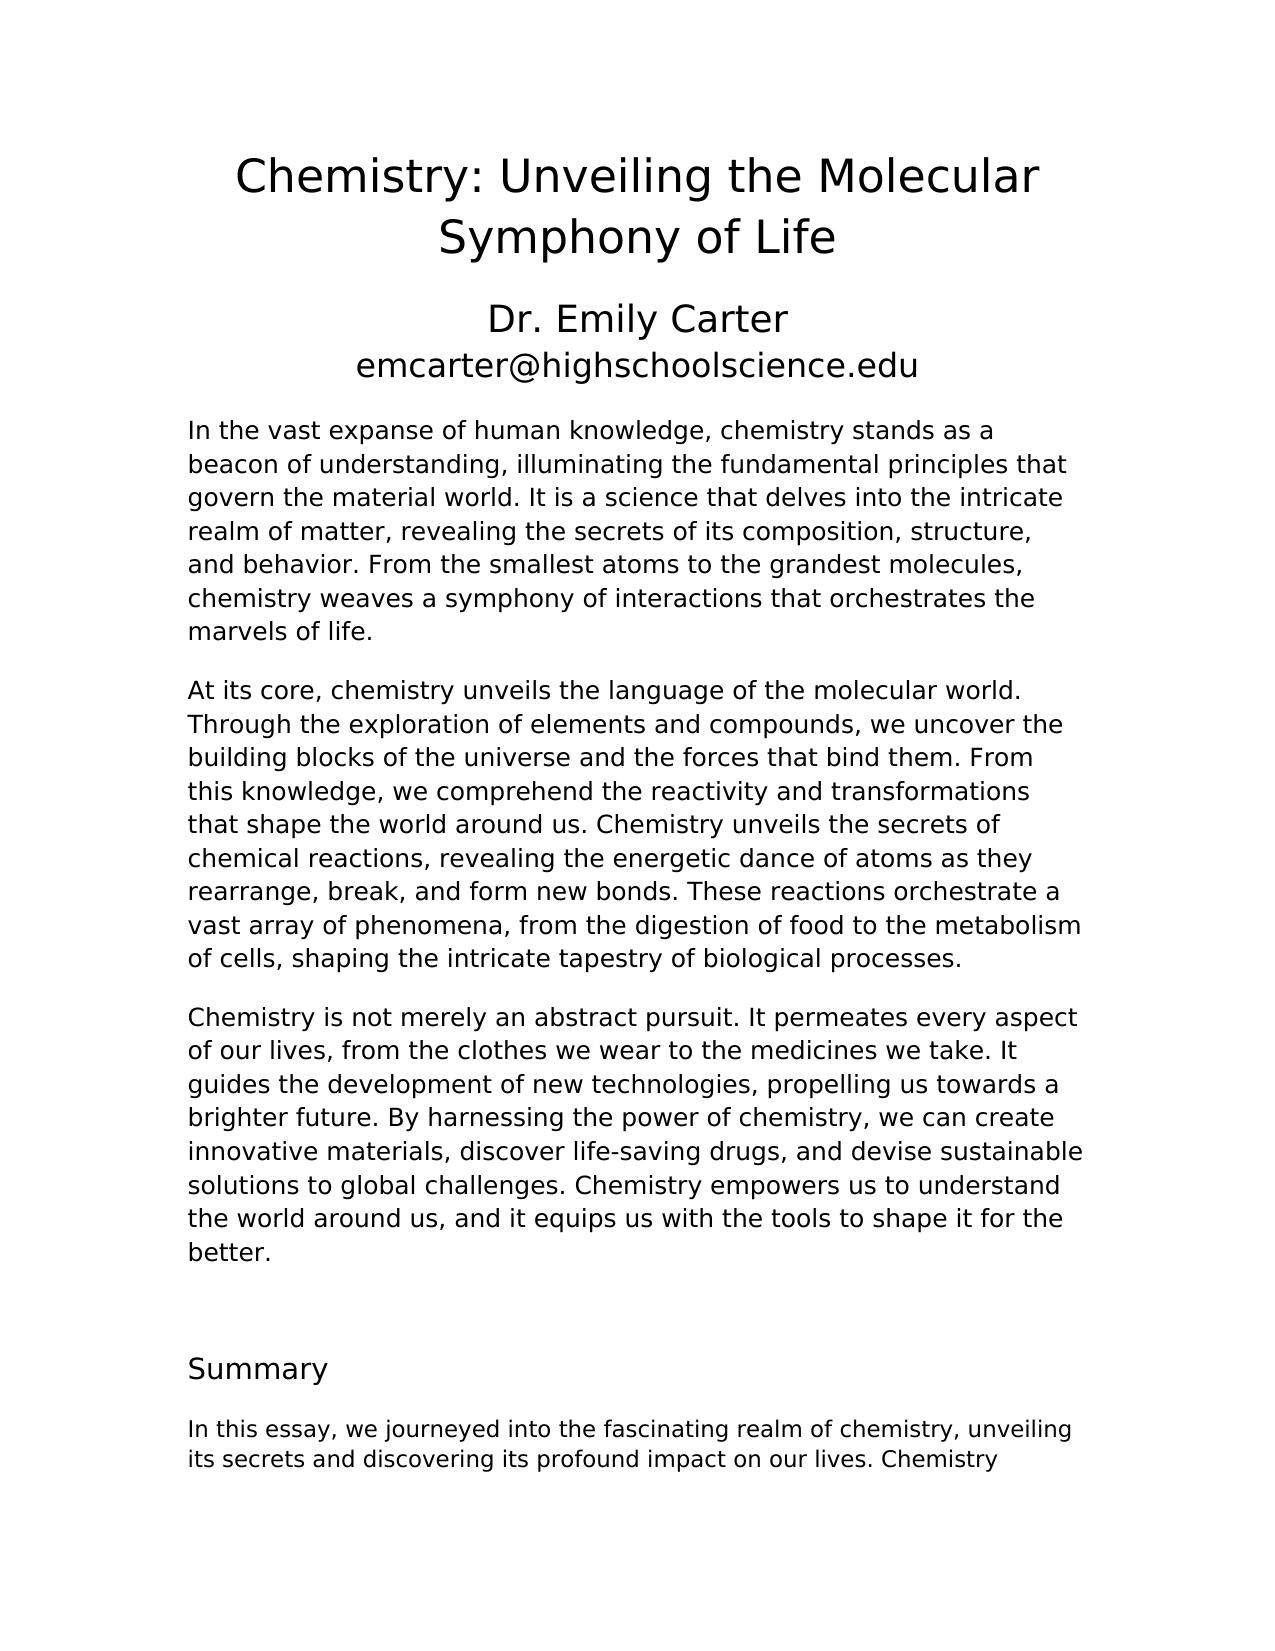 Chemistry: Unveiling the Molecular
Symphony of Life
Dr. Emily Carter
emcarter@highschoolscience.edu
In the vast expanse of human knowledge, chemistry stands as a
beacon of understanding, illuminating the fundamental principles that
govern the material world. It is a science that delves into the intricate
realm of matter, revealing the secrets of its composition, structure,
and behavior. From the smallest atoms to the grandest molecules,
chemistry weaves a symphony of interactions that orchestrates the
marvels of life.
At its core, chemistry unveils the language of the molecular world.
Through the exploration of elements and compounds, we uncover the
building blocks of the universe and the forces that bind them. From
this knowledge, we comprehend the reactivity and transformations
that shape the world around us. Chemistry unveils the secrets of
chemical reactions, revealing the energetic dance of atoms as they
rearrange, break, and form new bonds. These reactions orchestrate a
vast array of phenomena, from the digestion of food to the metabolism
of cells, shaping the intricate tapestry of biological processes.
Chemistry is not merely an abstract pursuit. It permeates every aspect
of our lives, from the clothes we wear to the medicines we take. It
guides the development of new technologies, propelling us towards a
brighter future. By harnessing the power of chemistry, we can create
innovative materials, discover life-saving drugs, and devise sustainable
solutions to global challenges. Chemistry empowers us to understand
the world around us, and it equips us with the tools to shape it for the
better.
Summary
In this essay, we journeyed into the fascinating realm of chemistry, unveiling
its secrets and discovering its profound impact on our lives. Chemistry